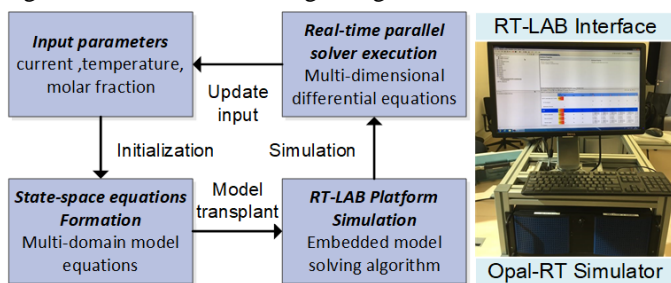 Input parameters
current ,temperature,
molar fraction
Real-time parallel
solver execution
Multi-dimensional
differential equations
Update
input
Initialization
Simulation
State-space equations
Formation
Multi-domain model
equations
Model
transplant
RT-LAB Platform
Simulation
Embedded model
solving algorithm
RT-LAB Interface
Opal-RT Simulator